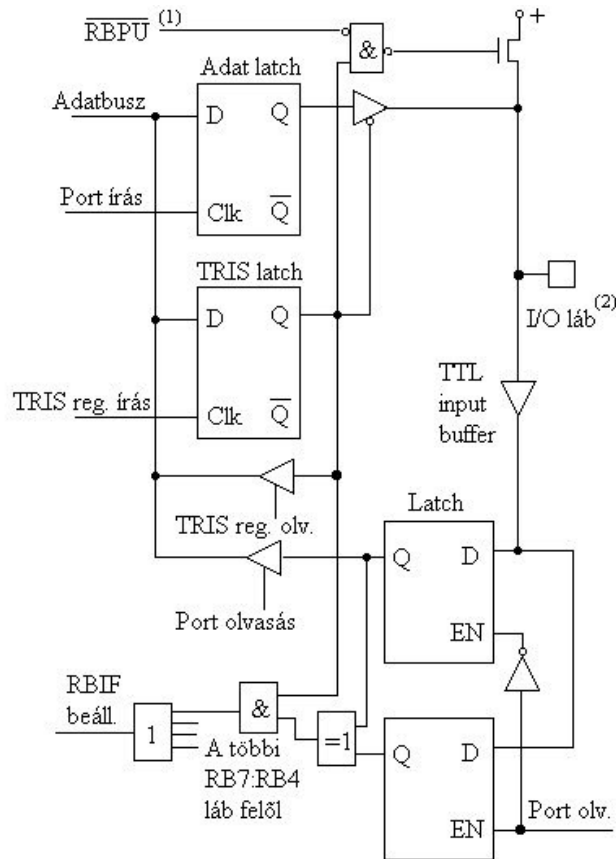 RBPU (1)
&
+
Adat latch
Adatbusz
D Q
Port írás
Clk Q
TRIS latch
D Q
I/O láb (2)
TRIS reg. írás
Clk Q
TTL
input
buffer
TRIS reg. olv.
Latch
Q D
Port olvasás
EN
RBIF
beáll.
1
&
=1
A többi
RB7:RB4
láb felől
Q D
EN
Port olv.